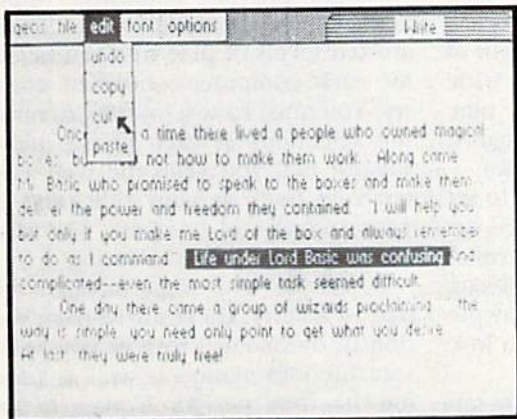 geos file edit font options Write
undo
copy
cut
paste
Once a time there lived a people who owned magical
boxes, but not how to make them work. Along came
Mr. Basic who promised to speak to the boxes and make them
the power and freedom they contained. "I will help you
but only if you make me Lord of the box and always remember
to do as I command." Life under Lord Basic was confusing and
complicated--even the most simple task seemed difficult.
One day there came a group of wizards proclaiming the
way is simple, you need only point to get what you desire.
At last, they were truly free!